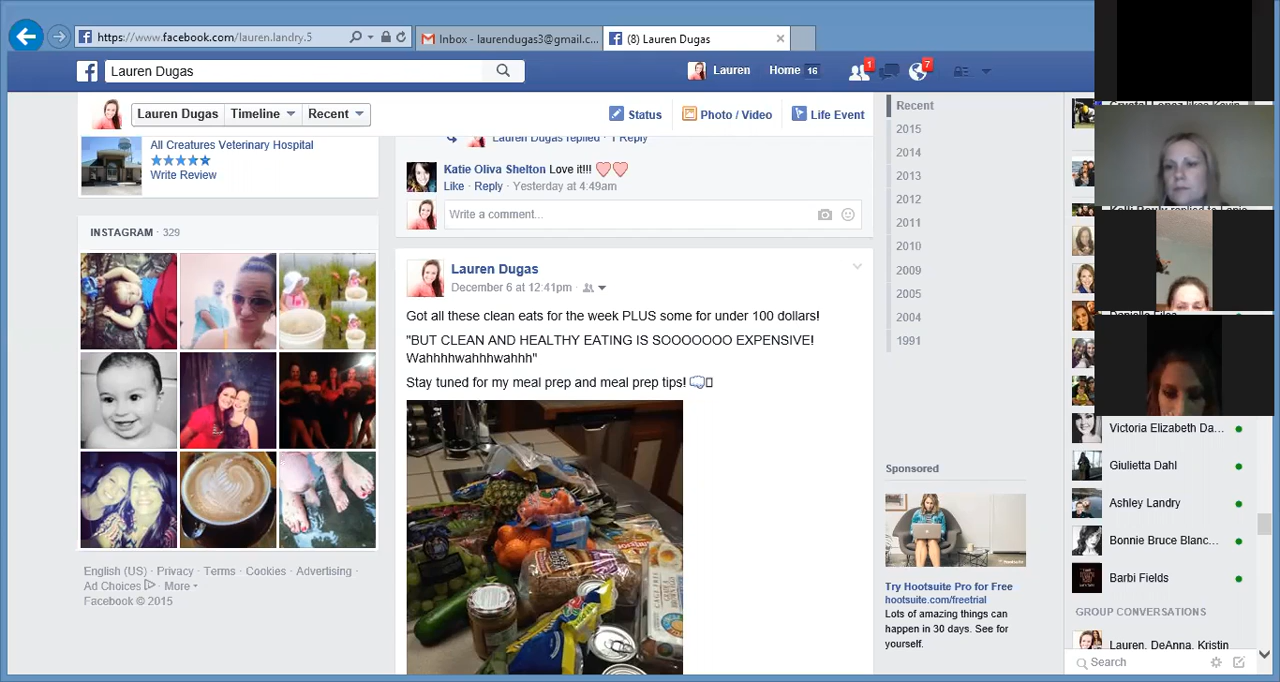 https://www.facebook.com/lauren.landry.5
Inbox - laurendugas3@gmail.c...
(8) Lauren Dugas
Lauren Dugas
Lauren
Home 16
1
7
Lauren Dugas
Timeline
Recent
Status
Photo / Video
Life Event
All Creatures Veterinary Hospital
Write Review
INSTAGRAM · 329
English (US) · Privacy · Terms · Cookies · Advertising ·
Ad Choices · More
Facebook © 2015
Lauren Dugas replied · 1 Reply
Katie Oliva Shelton Love it!!!
Like · Reply · Yesterday at 4:49am
Write a comment...
Lauren Dugas
December 6 at 12:41pm ·
Got all these clean eats for the week PLUS some for under 100 dollars!
"BUT CLEAN AND HEALTHY EATING IS SOOOOOOO EXPENSIVE!
Wahhhhwahhhwahhh"
Stay tuned for my meal prep and meal prep tips!
Recent
2015
2014
2013
2012
2011
2010
2009
2005
2004
1991
Sponsored
Try Hootsuite Pro for Free
hootsuite.com/freetrial
Lots of amazing things can
happen in 30 days. See for
yourself.
Victoria Elizabeth Da...
Giulietta Dahl
Ashley Landry
Bonnie Bruce Blanc...
Barbi Fields
GROUP CONVERSATIONS
Lauren, DeAnna, Kristin
Search